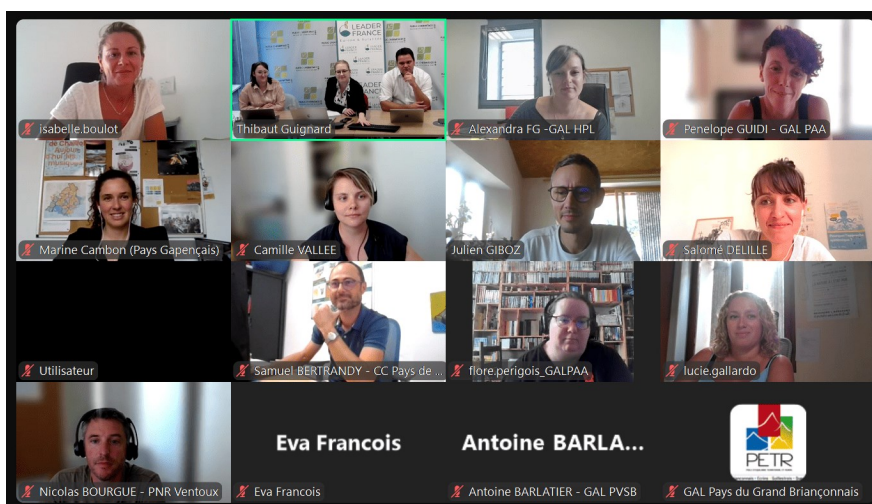 isabelle.boulot
LEADER
FRANCE
Thibaut Guignard
Alexandra FG -GAL HPL
Penelope GUIDI - GAL PAA
Marine Cambon (Pays Gapençais)
Camille VALLEE
Julien GIBOZ
Salomé DELILLE
Utilisateur
Samuel BERTRANDY - CC Pays de ...
flore.perigois_GALPAA
lucie.gallardo
Nicolas BOURGUE - PNR Ventoux
Eva Francois
Eva Francois
Antoine BARLA...
Antoine BARLATIER - GAL PVSB
PETR
GAL Pays du Grand Briançonnais